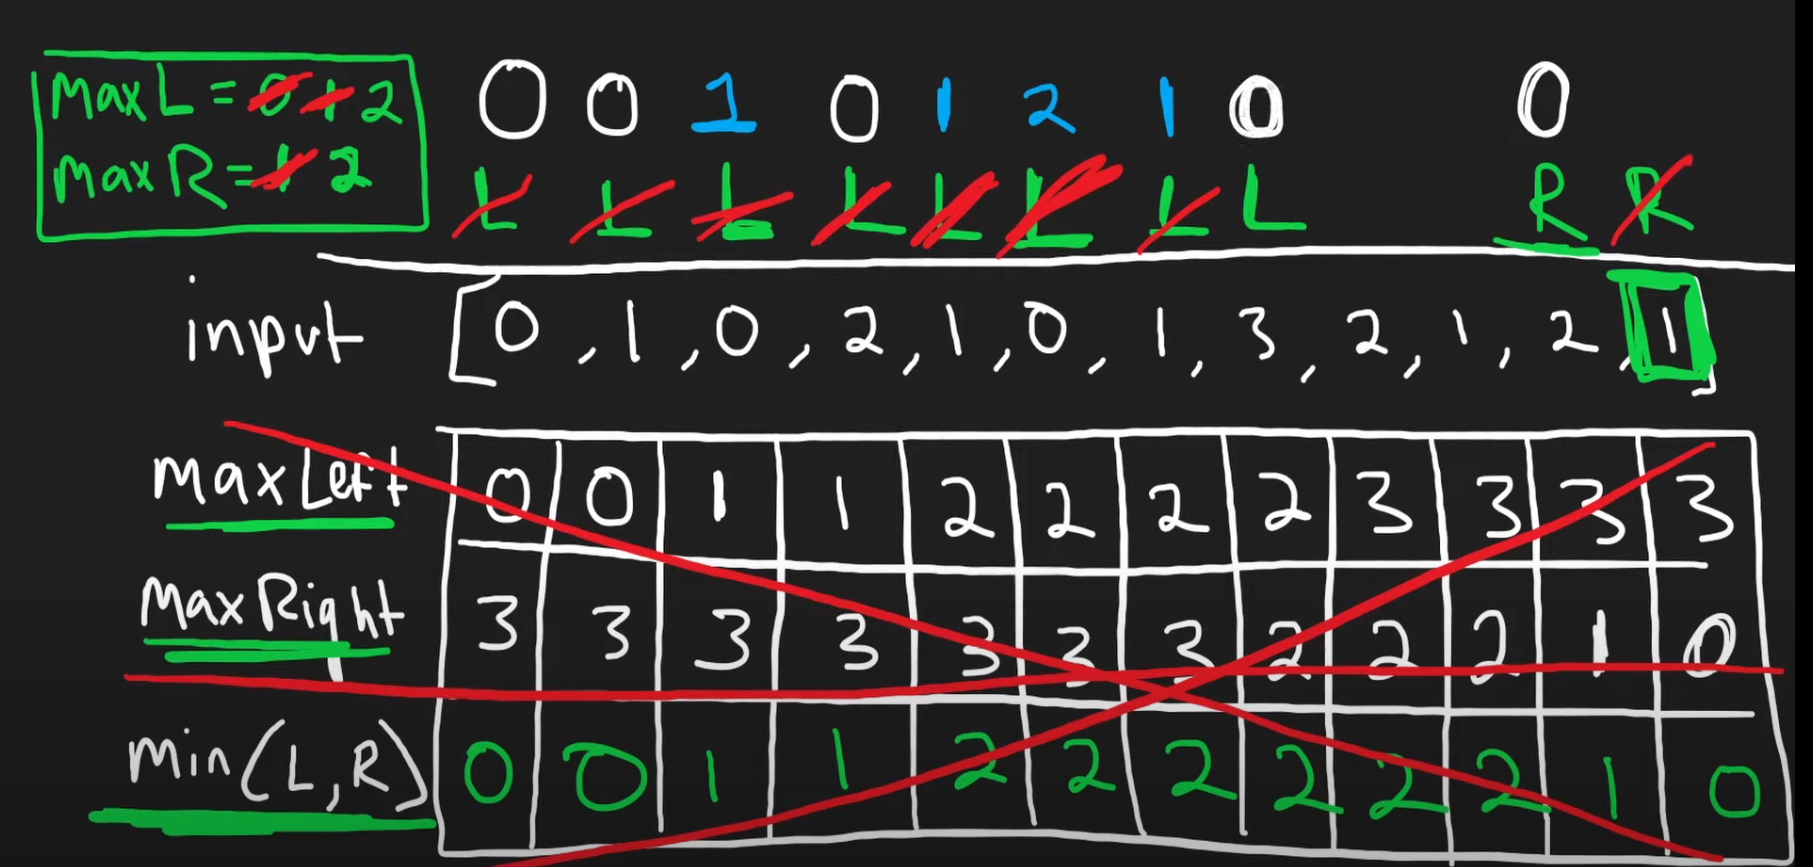 maxL = 0 1 2
0 0 1 0 1 2 1 0 0
maxR = 1 2
L L L L L L L L R R
input [0, 1, 0, 2, 1, 0, 1, 3, 2, 1, 2, 1]
maxLeft 0 0 1 1 2 2 2 2 3 3 3 3
MaxRight 3 3 3 3 3 3 3 2 2 2 1 0
min(L,R) 0 0 1 1 2 2 2 2 2 2 1 0